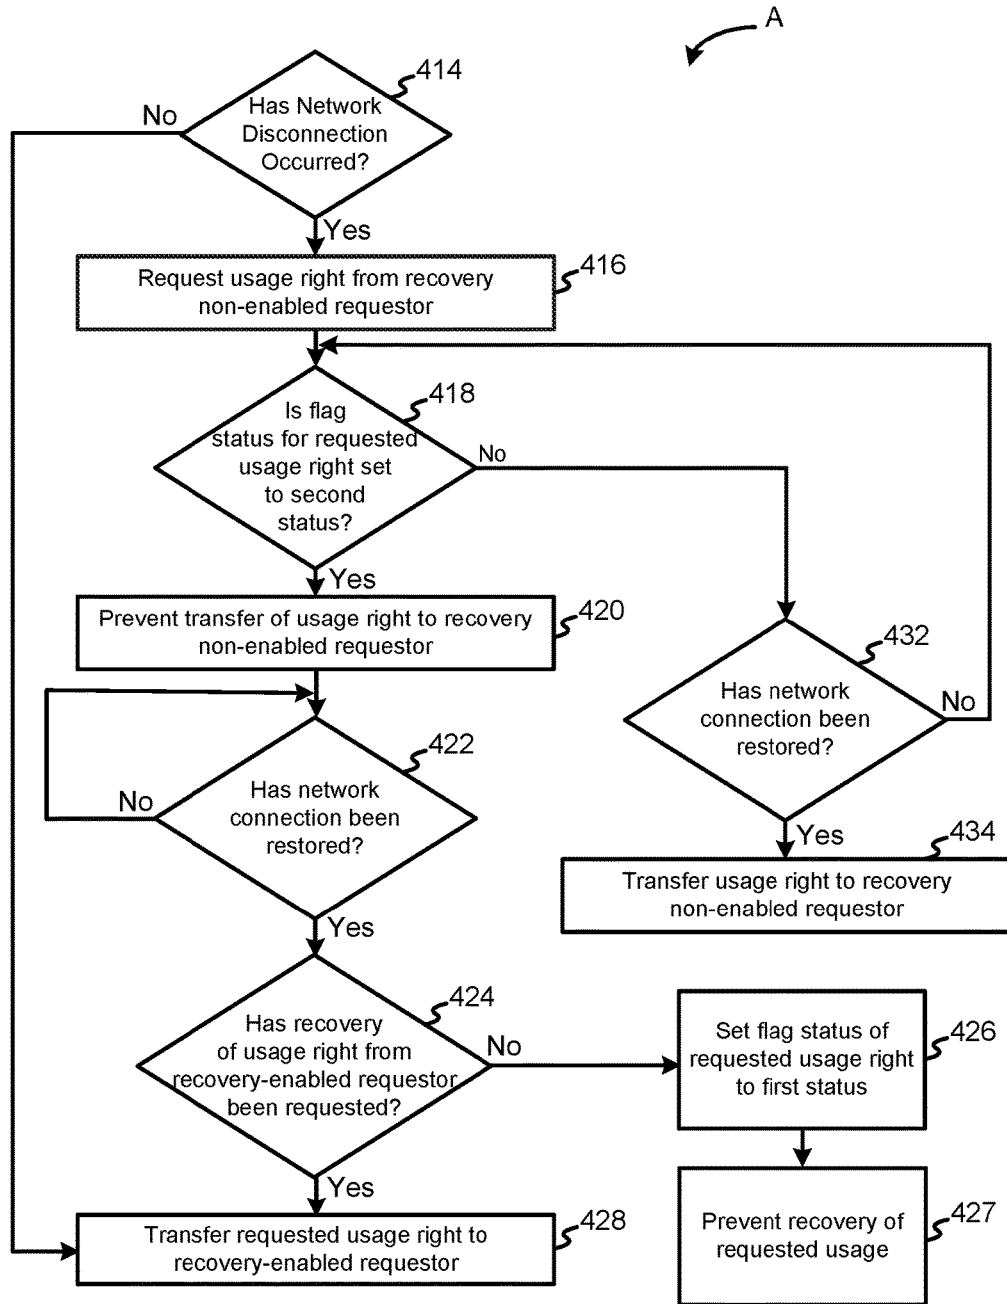 A
414
No
Has Network
Disconnection
Occurred?
Yes
Request usage right from recovery
non-enabled requestor
416
418
Is flag
status for requested
usage right set
to second
status?
No
Yes
Prevent transfer of usage right to recovery
non-enabled requestor
420
432
Has network
connection been
restored?
No
422
No
Has network
connection been
restored?
Yes
434
Transfer usage right to recovery
non-enabled requestor
Yes
424
Has recovery
of usage right from
recovery-enabled requestor
been requested?
No
Set flag status of
requested usage right
to first status
426
Yes
Transfer requested usage right to
recovery-enabled requestor
428
Prevent recovery of
requested usage
427